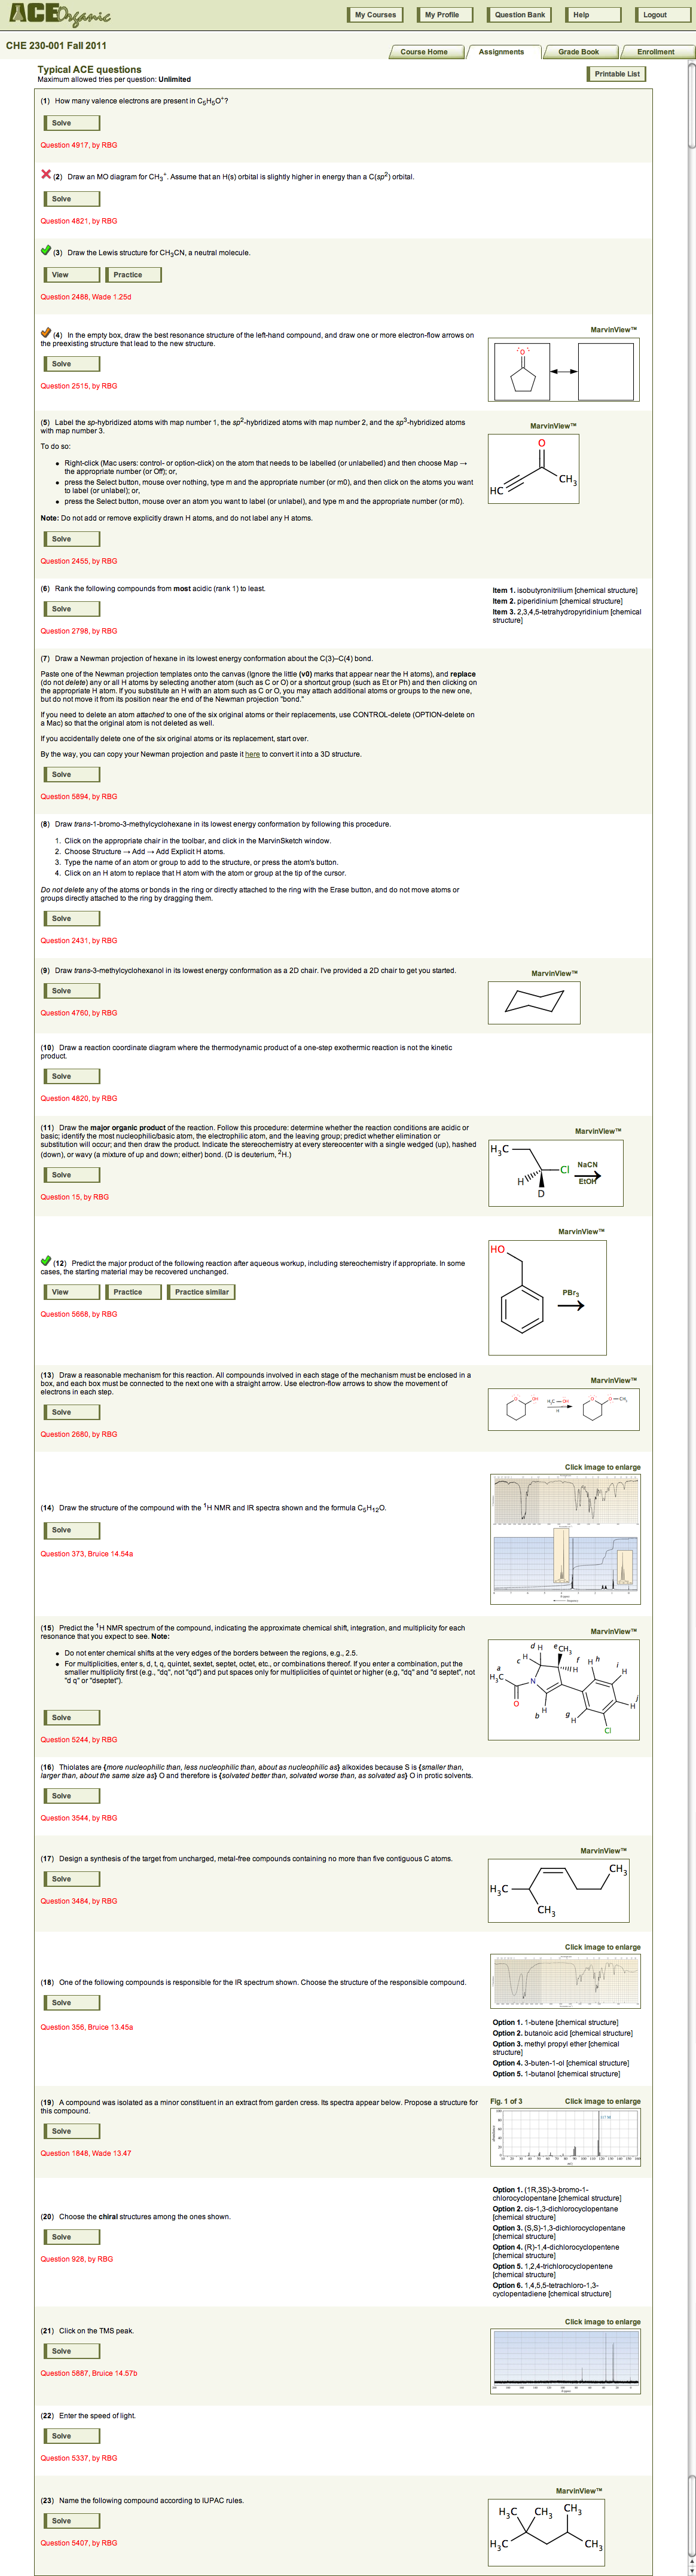 ACE Organic
My Courses My Profile Question Bank Help Logout
CHE 230-001 Fall 2011
Course Home Assignments Grade Book Enrollment
Typical ACE questions
Maximum allowed tries per question: Unlimited
Printable List
(1) How many valence electrons are present in C₅H₅O⁺?
Solve
Question 4917, by RBG
(2) Draw an MO diagram for CH₃⁺. Assume that an H(s) orbital is slightly higher in energy than a C(sp²) orbital.
Solve
Question 4821, by RBG
(3) Draw the Lewis structure for CH₃CN, a neutral molecule.
View Practice
Question 2488, Wade 1.25d
(4) In the empty box, draw the best resonance structure of the left-hand compound, and draw one or more electron-flow arrows on
the preexisting structure that lead to the new structure.
Solve
Question 2515, by RBG
MarvinView™
O
(5) Label the sp-hybridized atoms with map number 1, the sp²-hybridized atoms with map number 2, and the sp³-hybridized atoms
with map number 3.
To do so:
• Right-click (Mac users: control- or option-click) on the atom that needs to be labelled (or unlabelled) and then choose Map →
the appropriate number (or Off); or,
• press the Select button, mouse over nothing, type m and the appropriate number (or m0), and then click on the atoms you want
to label (or unlabel); or,
• press the Select button, mouse over an atom you want to label (or unlabel), and type m and the appropriate number (or m0).
Note: Do not add or remove explicitly drawn H atoms, and do not label any H atoms.
Solve
Question 2455, by RBG
MarvinView™
O
CH₃
HC
(6) Rank the following compounds from most acidic (rank 1) to least.
Solve
Question 2798, by RBG
Item 1. isobutyronitrilium [chemical structure]
Item 2. piperidinium [chemical structure]
Item 3. 2,3,4,5-tetrahydropyridinium [chemical
structure]
(7) Draw a Newman projection of hexane in its lowest energy conformation about the C(3)–C(4) bond.
Paste one of the Newman projection templates onto the canvas (ignore the little (v0) marks that appear near the H atoms), and replace
(do not delete) any or all H atoms by selecting another atom (such as C or O) or a shortcut group (such as Et or Ph) and then clicking on
the appropriate H atom. If you substitute an H with an atom such as C or O, you may attach additional atoms or groups to the new one,
but do not move it from its position near the end of the Newman projection "bond."
If you need to delete an atom attached to one of the six original atoms or their replacements, use CONTROL-delete (OPTION-delete on
a Mac) so that the original atom is not deleted as well.
If you accidentally delete one of the six original atoms or its replacement, start over.
By the way, you can copy your Newman projection and paste it here to convert it into a 3D structure.
Solve
Question 5894, by RBG
(8) Draw trans-1-bromo-3-methylcyclohexane in its lowest energy conformation by following this procedure.
1. Click on the appropriate chair in the toolbar, and click in the MarvinSketch window.
2. Choose Structure → Add → Add Explicit H atoms.
3. Type the name of an atom or group to add to the structure, or press the atom's button.
4. Click on an H atom to replace that H atom with the atom or group at the tip of the cursor.
Do not delete any of the atoms or bonds in the ring or directly attached to the ring with the Erase button, and do not move atoms or
groups directly attached to the ring by dragging them.
Solve
Question 2431, by RBG
(9) Draw trans-3-methylcyclohexanol in its lowest energy conformation as a 2D chair. I've provided a 2D chair to get you started.
Solve
Question 4760, by RBG
MarvinView™
(10) Draw a reaction coordinate diagram where the thermodynamic product of a one-step exothermic reaction is not the kinetic
product.
Solve
Question 4820, by RBG
(11) Draw the major organic product of the reaction. Follow this procedure: determine whether the reaction conditions are acidic or
basic; identify the most nucleophilic/basic atom, the electrophilic atom, and the leaving group; predict whether elimination or
substitution will occur; and then draw the product. Indicate the stereochemistry at every stereocenter with a single wedged (up), hashed
(down), or wavy (a mixture of up and down; either) bond. (D is deuterium, ²H.)
Solve
Question 15, by RBG
MarvinView™
H₃C
Cl
H
D
NaCN
EtOH
(12) Predict the major product of the following reaction after aqueous workup, including stereochemistry if appropriate. In some
cases, the starting material may be recovered unchanged.
View Practice Practice similar
Question 5668, by RBG
MarvinView™
HO
PBr₃
(13) Draw a reasonable mechanism for this reaction. All compounds involved in each stage of the mechanism must be enclosed in a
box, and each box must be connected to the next one with a straight arrow. Use electron-flow arrows to show the movement of
electrons in each step.
Solve
Question 2680, by RBG
MarvinView™
(14) Draw the structure of the compound with the ¹H NMR and IR spectra shown and the formula C₅H₁₂O.
Solve
Question 373, Bruice 14.54a
Click image to enlarge
(15) Predict the ¹H NMR spectrum of the compound, indicating the approximate chemical shift, integration, and multiplicity for each
resonance that you expect to see. Note:
• Do not enter chemical shifts at the very edges of the borders between the regions, e.g., 2.5.
• For multiplicities, enter s, d, t, q, quintet, sextet, septet, octet, etc., or combinations thereof. If you enter a combination, put the
smaller multiplicity first (e.g., "dq", not "qd") and put spaces only for multiplicities of quintet or higher (e.g, "dq" and "d septet", not
"d q" or "dseptet").
Solve
Question 5244, by RBG
MarvinView™
d H e CH₃
c H f H h
a i H
H₃C N H
O
H b
g H
j H
Cl
(16) Thiolates are {more nucleophilic than, less nucleophilic than, about as nucleophilic as} alkoxides because S is {smaller than,
larger than, about the same size as} O and therefore is {solvated better than, solvated worse than, as solvated as} O in protic solvents.
Solve
Question 3544, by RBG
(17) Design a synthesis of the target from uncharged, metal-free compounds containing no more than five contiguous C atoms.
Solve
Question 3484, by RBG
MarvinView™
CH₃
H₃C
CH₃
(18) One of the following compounds is responsible for the IR spectrum shown. Choose the structure of the responsible compound.
Solve
Question 356, Bruice 13.45a
Click image to enlarge
Option 1. 1-butene [chemical structure]
Option 2. butanoic acid [chemical structure]
Option 3. methyl propyl ether [chemical
structure]
Option 4. 3-buten-1-ol [chemical structure]
Option 5. 1-butanol [chemical structure]
(19) A compound was isolated as a minor constituent in an extract from garden cress. Its spectra appear below. Propose a structure for
this compound.
Solve
Question 1848, Wade 13.47
Fig. 1 of 3 Click image to enlarge
(20) Choose the chiral structures among the ones shown.
Solve
Question 928, by RBG
Option 1. (1R,3S)-3-bromo-1-
chlorocyclopentane [chemical structure]
Option 2. cis-1,3-dichlorocyclopentane
[chemical structure]
Option 3. (S,S)-1,3-dichlorocyclopentane
[chemical structure]
Option 4. (R)-1,4-dichlorocyclopentene
[chemical structure]
Option 5. 1,2,4-trichlorocyclopentene
[chemical structure]
Option 6. 1,4,5,5-tetrachloro-1,3-
cyclopentadiene [chemical structure]
(21) Click on the TMS peak.
Solve
Question 5887, Bruice 14.57b
Click image to enlarge
(22) Enter the speed of light.
Solve
Question 5337, by RBG
(23) Name the following compound according to IUPAC rules.
Solve
Question 5407, by RBG
MarvinView™
H₃C CH₃ CH₃
H₃C CH₃